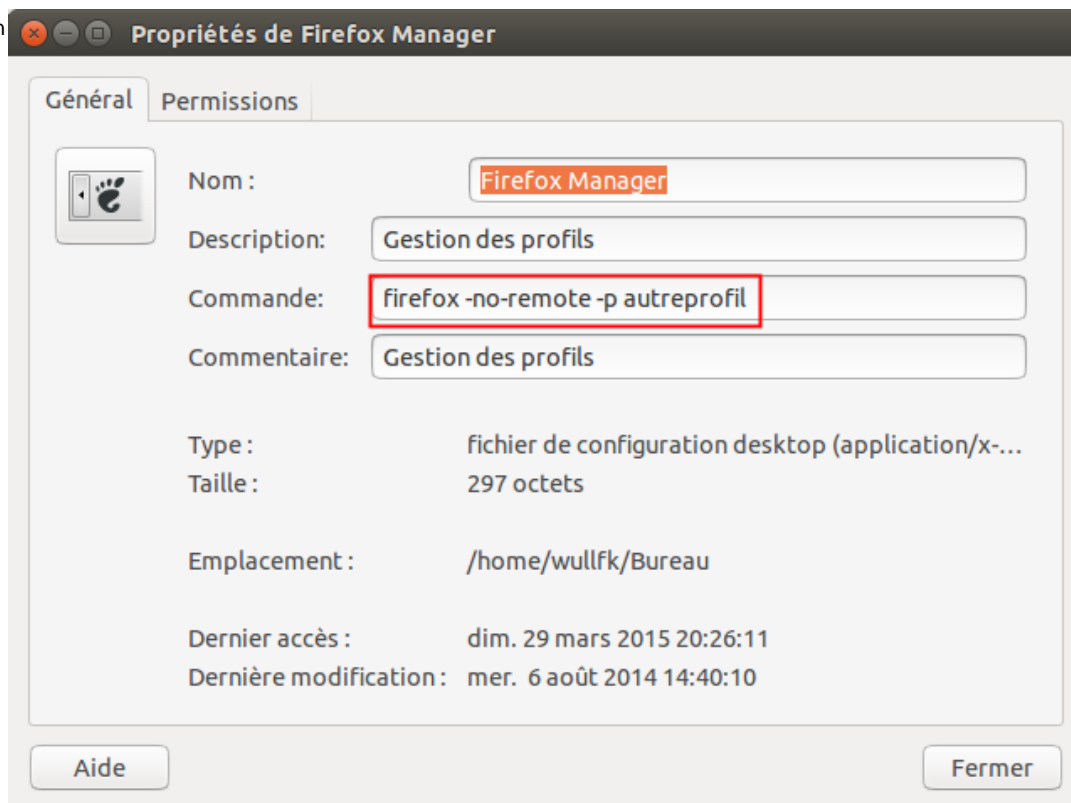 n
Propriétés de Firefox Manager
Général Permissions
Nom : Firefox Manager
Description: Gestion des profils
Commande: firefox -no-remote -p autreprofil
Commentaire: Gestion des profils
Type : fichier de configuration desktop (application/x-...
Taille : 297 octets
Emplacement : /home/wullfk/Bureau
Dernier accès : dim. 29 mars 2015 20:26:11
Dernière modification : mer. 6 août 2014 14:40:10
Aide Fermer